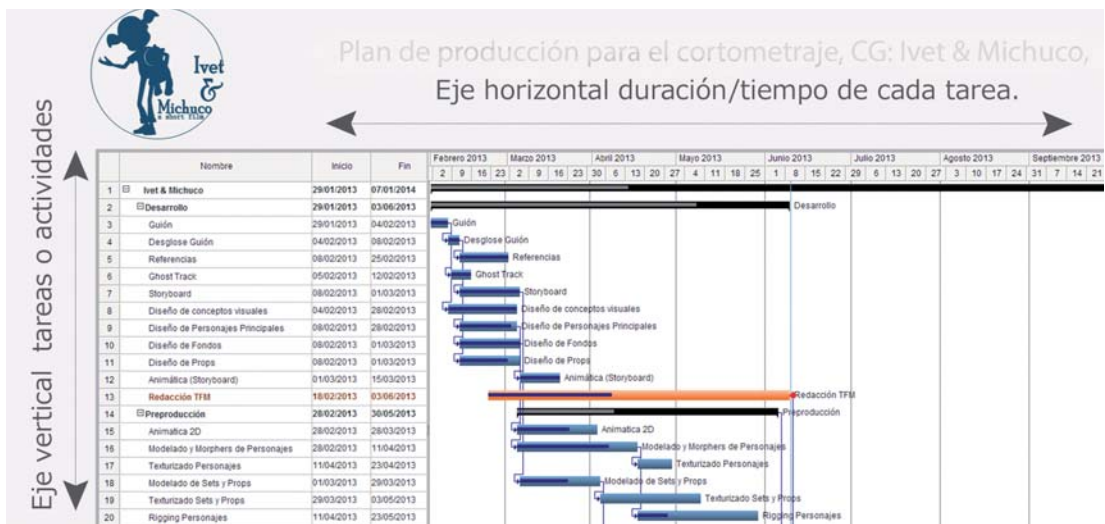 Ivet
&
Michuco
a short film
Plan de producción para el cortometraje, CG: Ivet & Michuco,
Eje horizontal duración/tiempo de cada tarea.
Eje vertical tareas o actividades
Nombre Inicio Fin
Febrero 2013 Marzo 2013 Abril 2013 Mayo 2013 Junio 2013 Julio 2013 Agosto 2013 Septiembre 2013
2 9 16 23 2 9 16 23 30 6 13 20 27 4 11 18 25 1 8 15 22 29 6 13 20 27 3 10 17 24 31 7 14 21
1 Ivet & Michuco 29/01/2013 07/01/2014
2 Desarrollo 29/01/2013 03/06/2013 Desarrollo
3 Guión 29/01/2013 04/02/2013 Guión
4 Desglose Guión 04/02/2013 08/02/2013 Desglose Guión
5 Referencias 08/02/2013 25/02/2013 Referencias
6 Ghost Track 05/02/2013 12/02/2013 Ghost Track
7 Storyboard 08/02/2013 01/03/2013 Storyboard
8 Diseño de conceptos visuales 04/02/2013 28/02/2013 Diseño de conceptos visuales
9 Diseño de Personajes Principales 08/02/2013 28/02/2013 Diseño de Personajes Principales
10 Diseño de Fondos 08/02/2013 01/03/2013 Diseño de Fondos
11 Diseño de Props 08/02/2013 01/03/2013 Diseño de Props
12 Animática (Storyboard) 01/03/2013 15/03/2013 Animática (Storyboard)
13 Redacción TFM 18/02/2013 03/06/2013 Redacción TFM
14 Preproducción 28/02/2013 30/05/2013 Preproducción
15 Animatica 2D 28/02/2013 28/03/2013 Animatica 2D
16 Modelado y Morphers de Personajes 28/02/2013 11/04/2013 Modelado y Morphers de Personajes
17 Texturizado Personajes 11/04/2013 23/04/2013 Texturizado Personajes
18 Modelado de Sets y Props 01/03/2013 29/03/2013 Modelado de Sets y Props
19 Texturizado Sets y Props 29/03/2013 03/05/2013 Texturizado Sets y Props
20 Rigging Personajes 11/04/2013 23/05/2013 Rigging Personajes